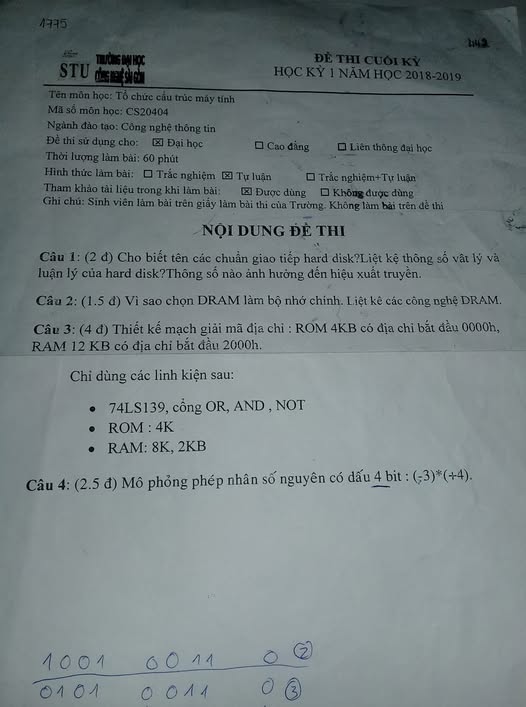 1775
442
STU TRƯỜNG ĐẠI HỌC
CÔNG NGHỆ SÀI GÒN
ĐỀ THI CUỐI KỲ
HỌC KỲ 1 NĂM HỌC 2018-2019
Tên môn học: Tổ chức cấu trúc máy tính
Mã số môn học: CS20404
Ngành đào tạo: Công nghệ thông tin
Đề thi sử dụng cho: ☒ Đại học ☐ Cao đẳng ☐ Liên thông đại học
Thời lượng làm bài: 60 phút
Hình thức làm bài: ☐ Trắc nghiệm ☒ Tự luận ☐ Trắc nghiệm+Tự luận
Tham khảo tài liệu trong khi làm bài: ☒ Được dùng ☐ Không được dùng
Ghi chú: Sinh viên làm bài trên giấy làm bài thi của Trường. Không làm bài trên đề thi
NỘI DUNG ĐỀ THI
Câu 1: (2 đ) Cho biết tên các chuẩn giao tiếp hard disk?Liệt kệ thông số vât lý và
luận lý của hard disk?Thông số nào ảnh hưởng đến hiệu xuất truyền.
Câu 2: (1.5 đ) Vì sao chọn DRAM làm bộ nhớ chính. Liệt kê các công nghệ DRAM.
Câu 3: (4 đ) Thiết kế mạch giải mã địa chỉ : ROM 4KB có địa chỉ bắt đầu 0000h,
RAM 12 KB có địa chỉ bắt đầu 2000h.
Chỉ dùng các linh kiện sau:
• 74LS139, cổng OR, AND , NOT
• ROM : 4K
• RAM: 8K, 2KB
Câu 4: (2.5 đ) Mô phỏng phép nhân số nguyên có dấu 4 bit : (-3)*(+4).
1001 0011 0 ②
0101 0011 0 ③